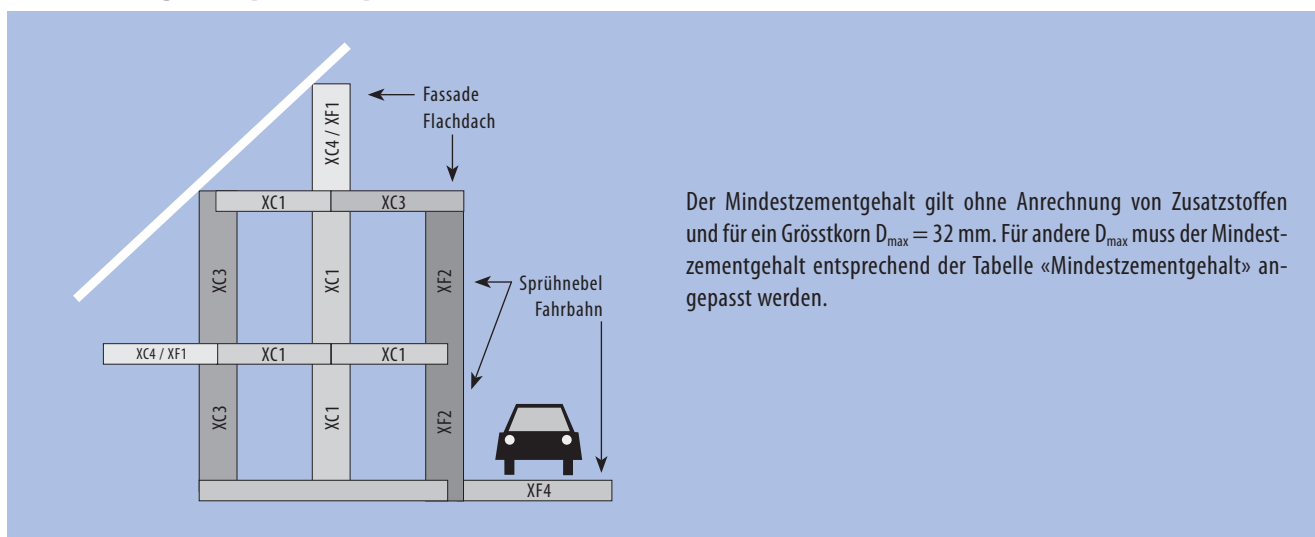 Fassade
Flachdach
XC4 / XF1
XC1
XC3
XC3
XC1
XF2
Sprühnebel
Fahrbahn
XC4 / XF1
XC1
XC1
XC3
XC1
XF2
XF4
Der Mindestzementgehalt gilt ohne Anrechnung von Zusatzstoffen
und für ein Grösstkorn Dmax = 32 mm. Für andere Dmax muss der Mindest-
zementgehalt entsprechend der Tabelle «Mindestzementgehalt» an-
gepasst werden.